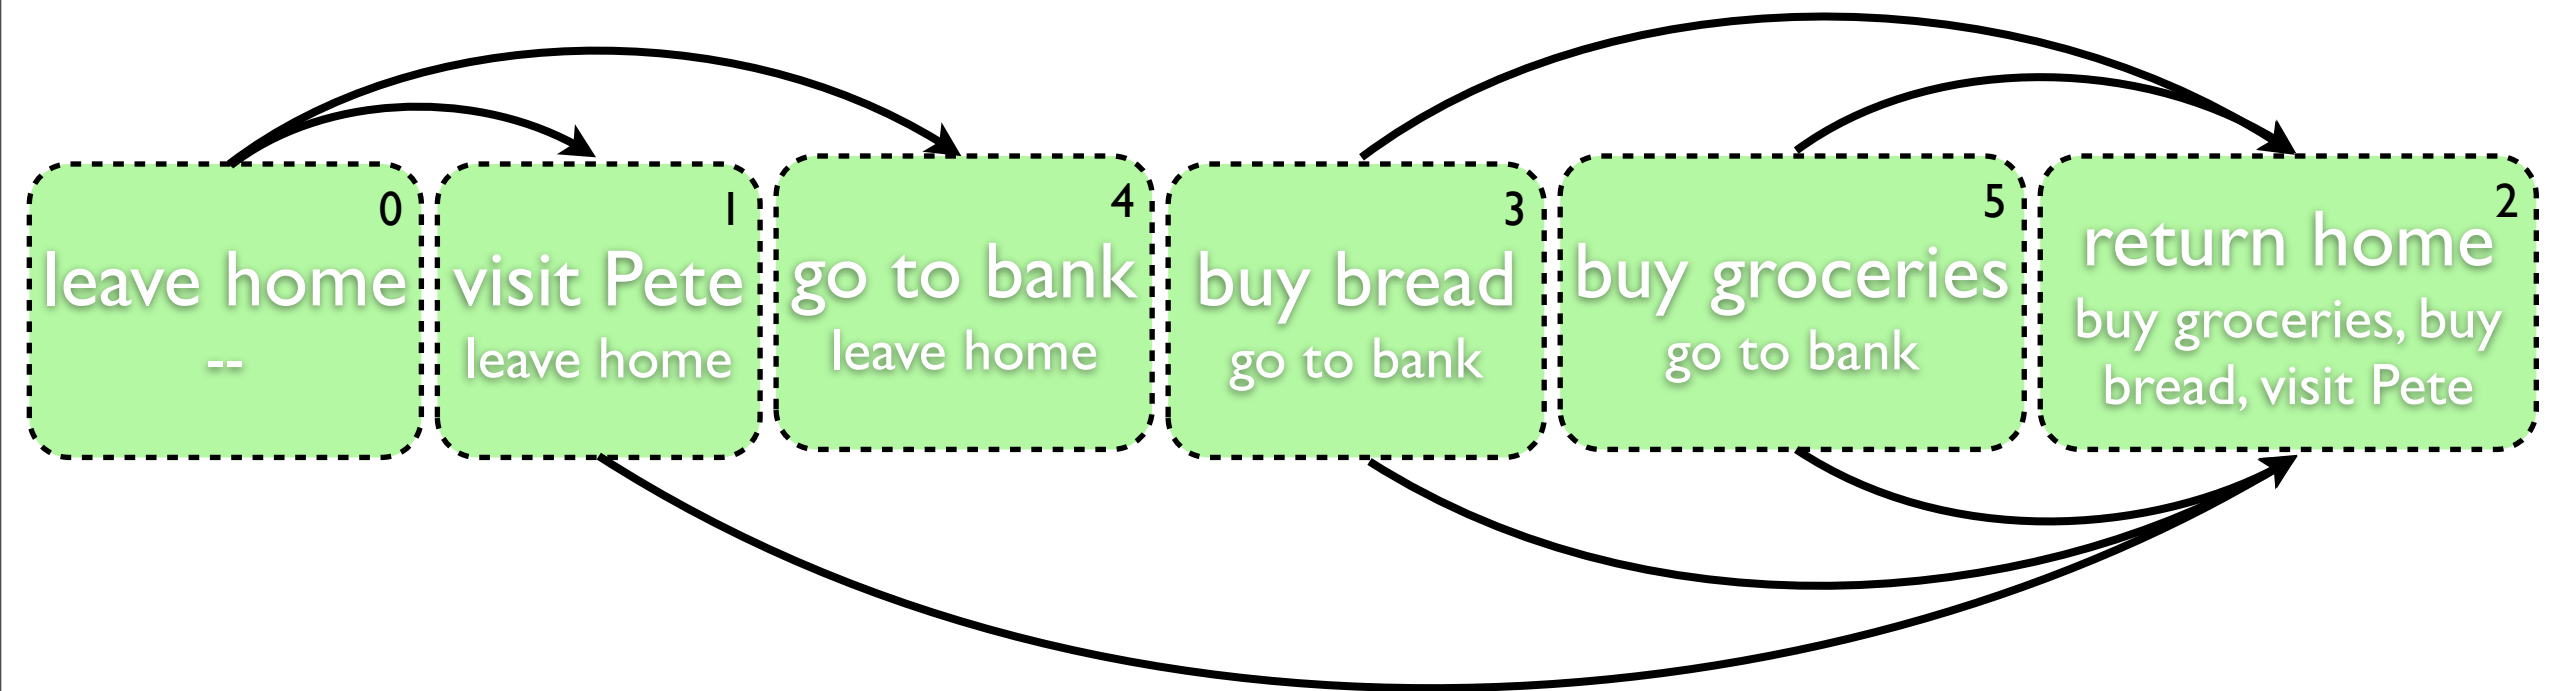 0
leave home
--
1
visit Pete
leave home
4
go to bank
leave home
3
buy bread
go to bank
5
buy groceries
go to bank
2
return home
buy groceries, buy
bread, visit Pete